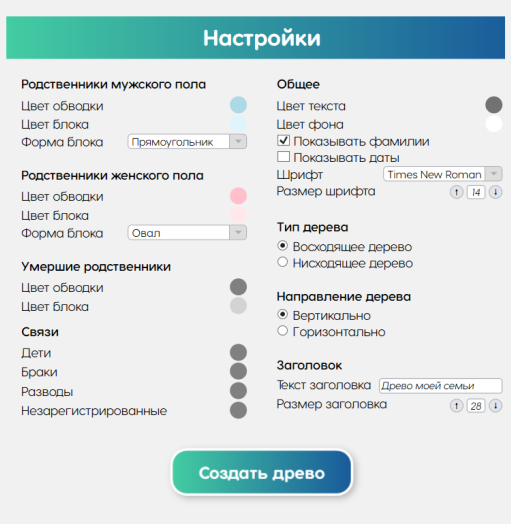 Настройки
Родственники мужского пола
Цвет обводки
Цвет блока
Форма блока Прямоугольник
Родственники женского пола
Цвет обводки
Цвет блока
Форма блока Овал
Умершие родственники
Цвет обводки
Цвет блока
Связи
Дети
Браки
Разводы
Незарегистрированные
Общее
Цвет текста
Цвет фона
Показывать фамилии
Показывать даты
Шрифт Times New Roman
Размер шрифта 14
Тип дерева
Восходящее дерево
Нисходящее дерево
Направление дерева
Вертикально
Горизонтально
Заголовок
Текст заголовка Древо моей семьи
Размер заголовка 28
Создать древо